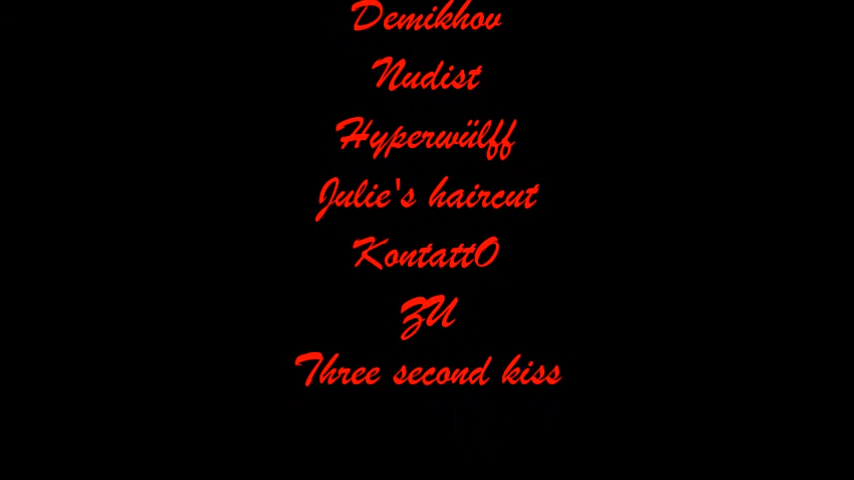 Demikhov
Nudist
Hyperwülff
Julie's haircut
KontattO
ZU
Three second kiss